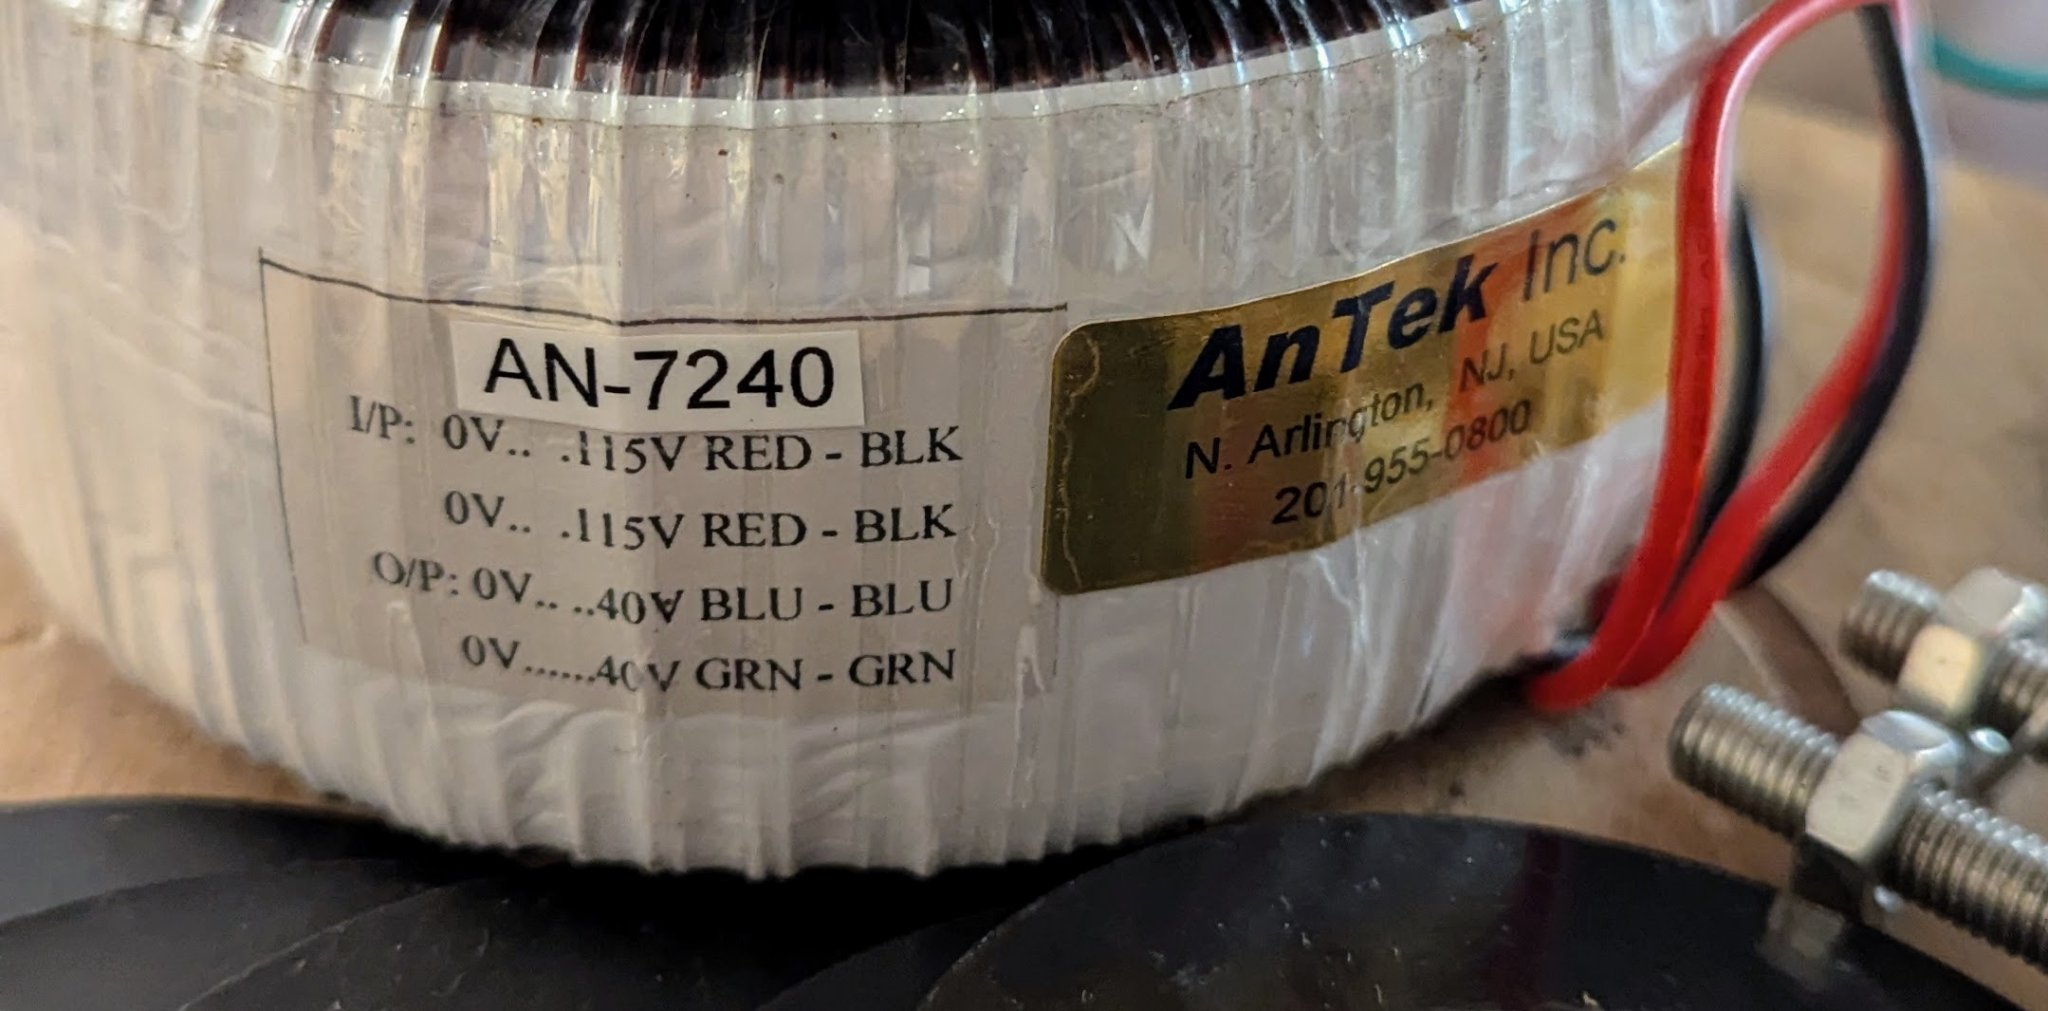 AN-7240
I/P: 0V.. .115V RED - BLK
0V.. .115V RED - BLK
O/P: 0V.. ..40V BLU - BLU
0V......40V GRN - GRN
AnTek Inc.
N. Arlington, NJ, USA
201-955-0800